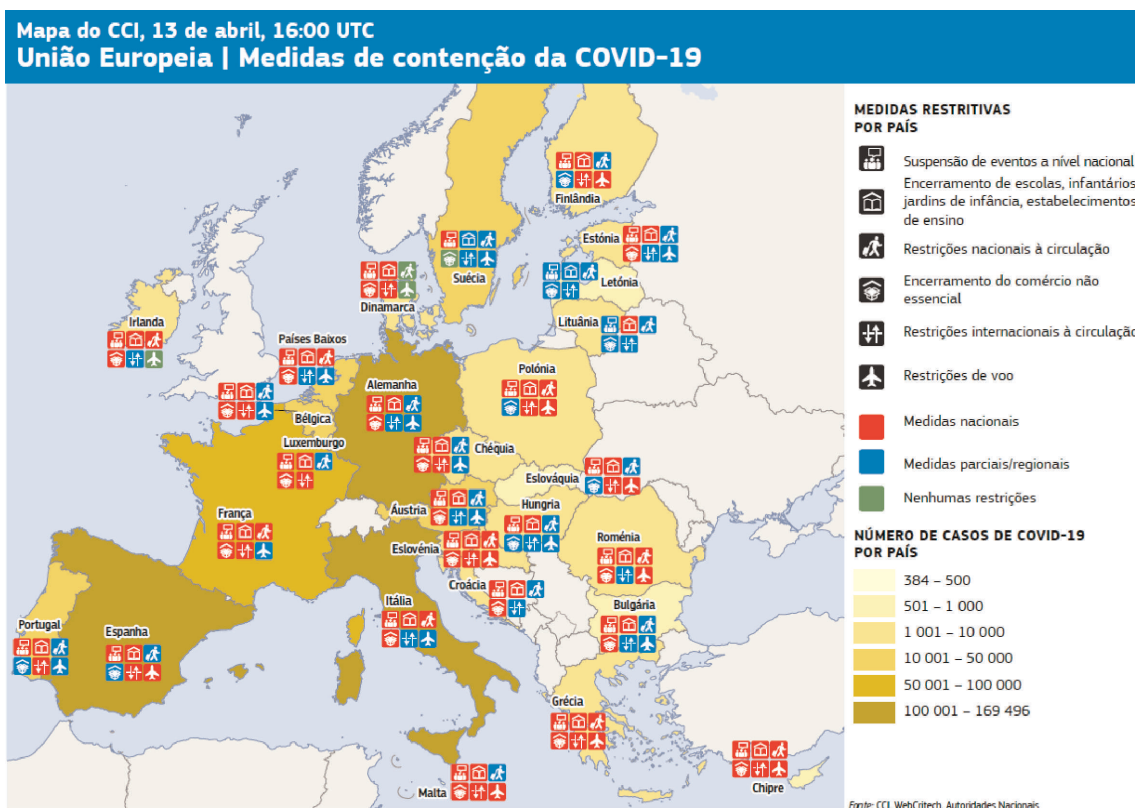 Mapa do CCI, 13 de abril, 16:00 UTC
União Europeia | Medidas de contenção da COVID-19
Finlândia
Estónia
Suécia
Letónia
Dinamarca
Lituânia
Irlanda
Países Baixos
Polónia
Alemanha
Bélgica
Luxemburgo
Chéquia
Eslováquia
Áustria
Hungria
França
Eslovénia
Roménia
Croácia
Itália
Bulgária
Portugal
Espanha
Grécia
Malta
Chipre
MEDIDAS RESTRITIVAS
POR PAÍS
Suspensão de eventos a nível nacional
Encerramento de escolas, infantários
jardins de infância, estabelecimentos
de ensino
Restrições nacionais à circulação
Encerramento do comércio não
essencial
Restrições internacionais à circulação
Restrições de voo
Medidas nacionais
Medidas parciais/regionais
Nenhumas restrições
NÚMERO DE CASOS DE COVID-19
POR PAÍS
384 – 500
501 – 1 000
1 001 – 10 000
10 001 – 50 000
50 001 – 100 000
100 001 – 169 496
Fonte: CCI, WebCritech, Autoridades Nacionais